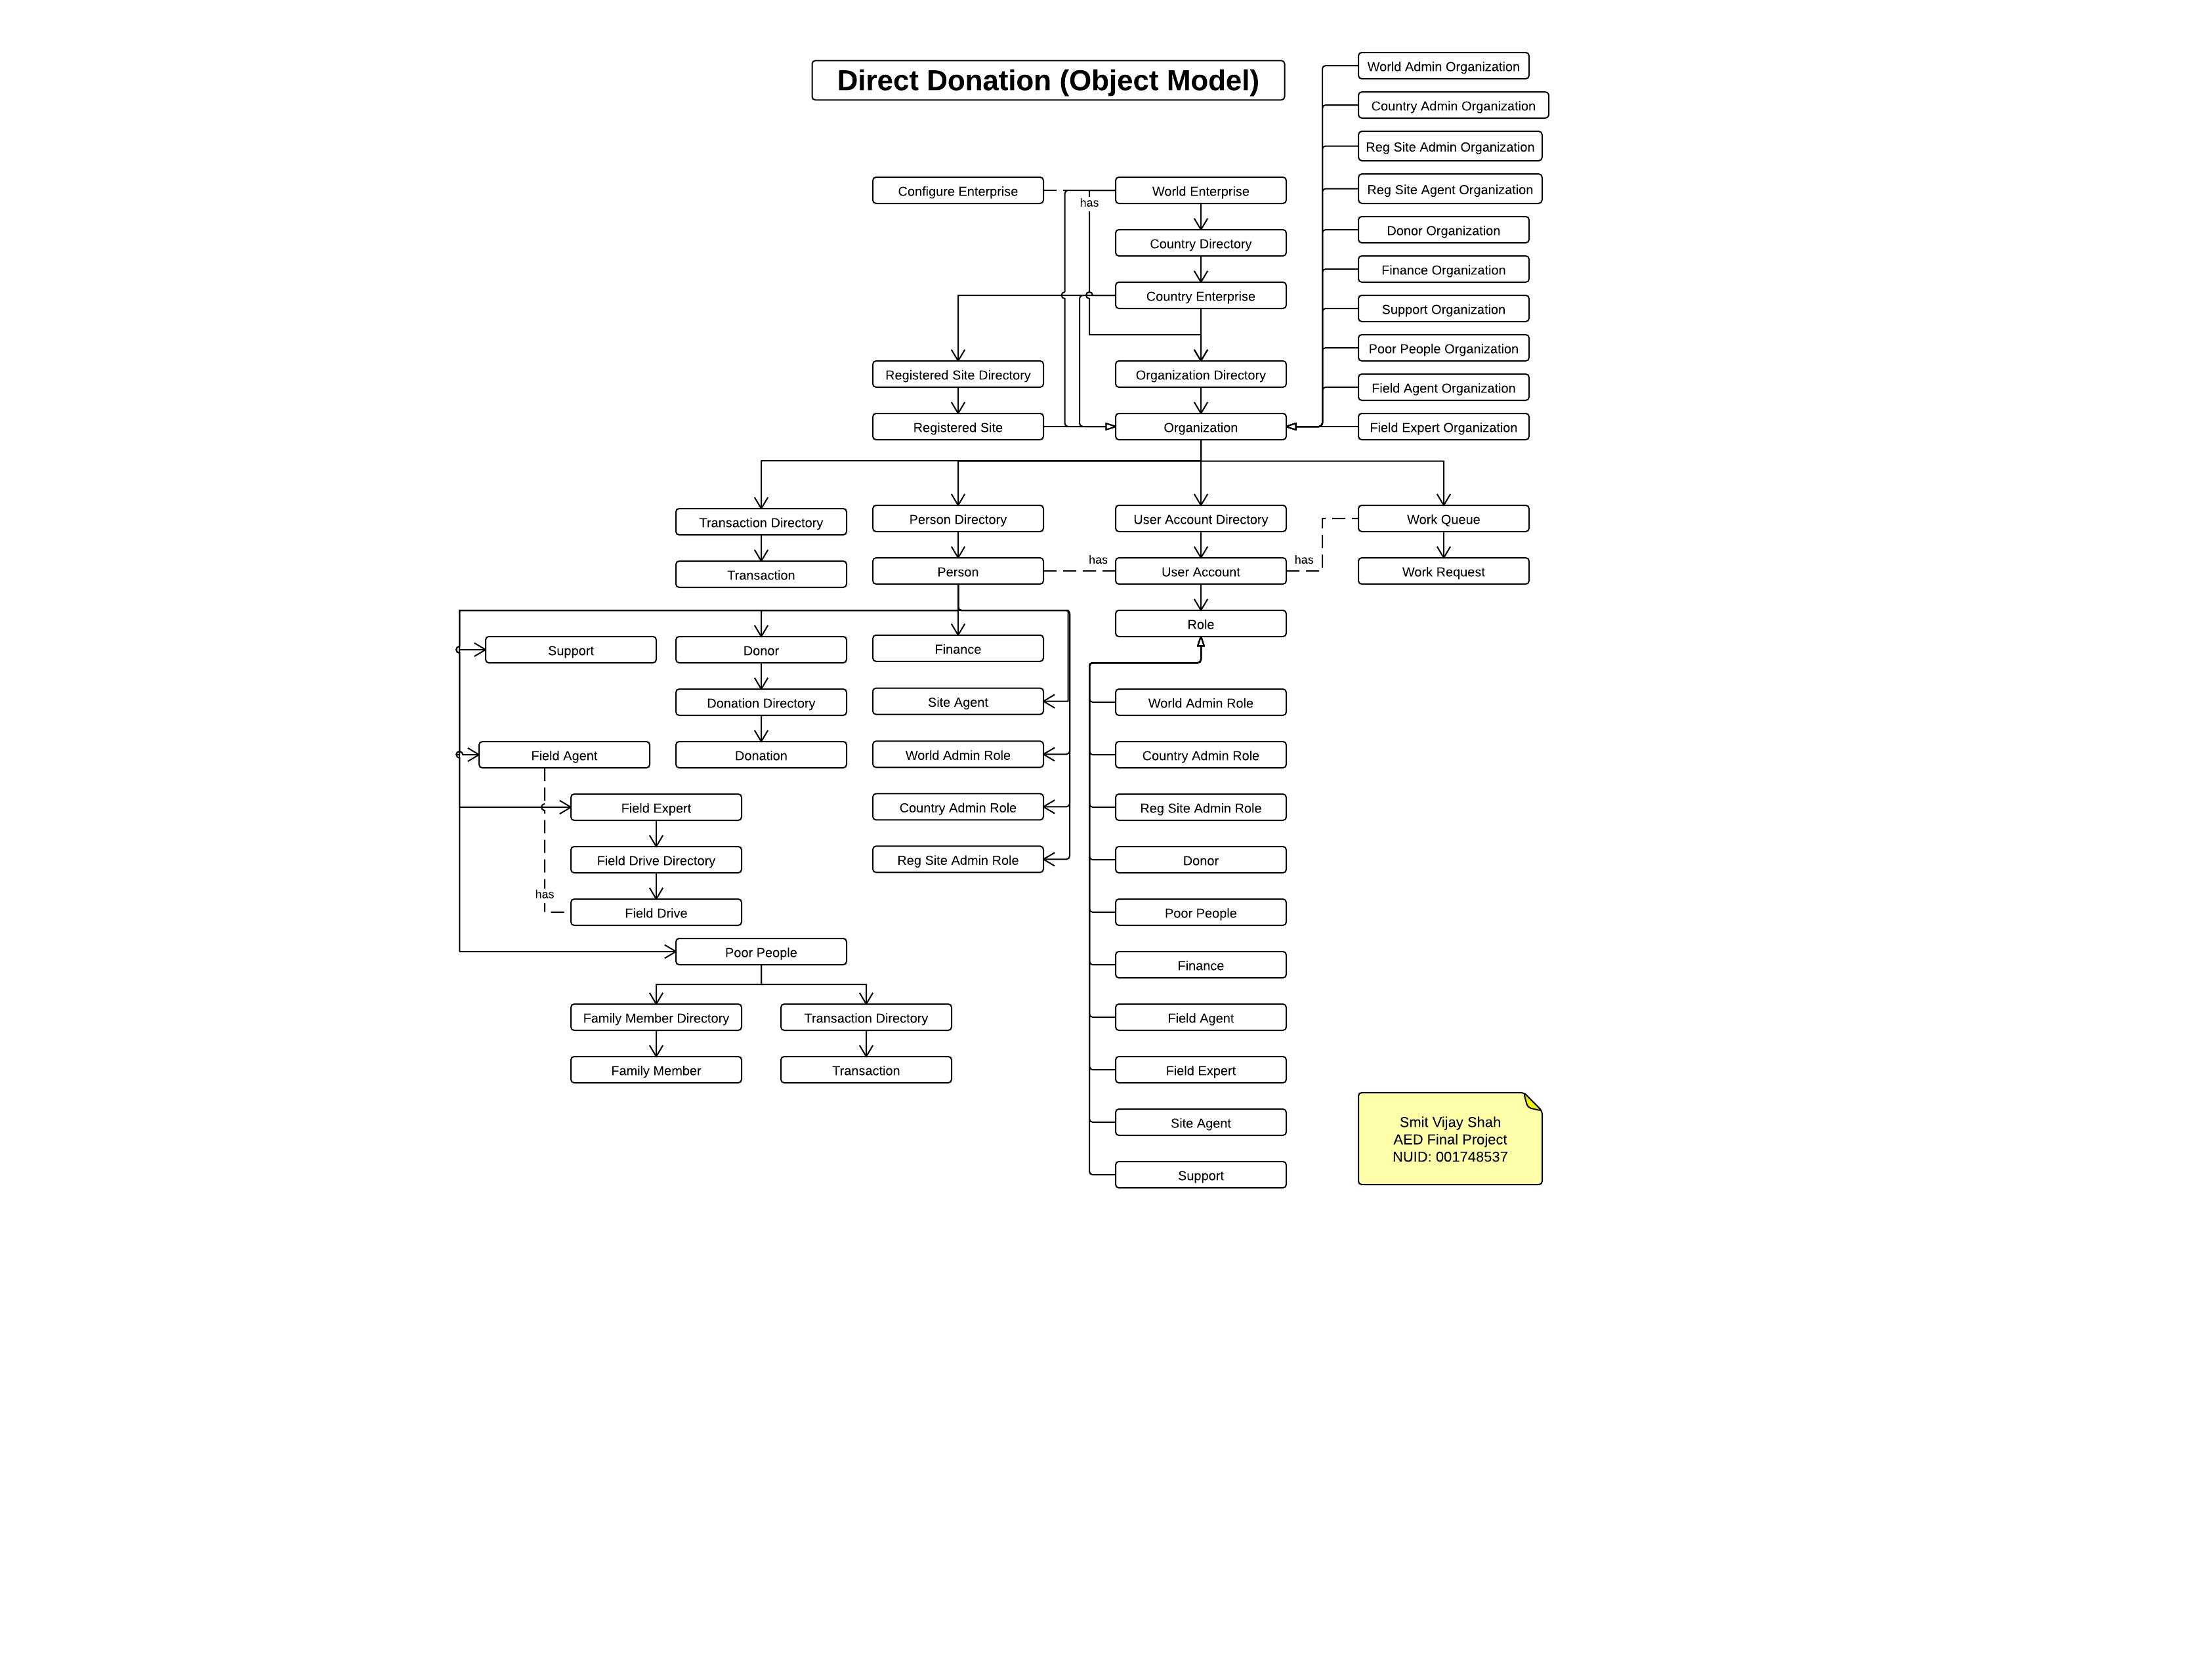 Direct Donation (Object Model)
World Admin Organization
Country Admin Organization
Reg Site Admin Organization
Reg Site Agent Organization
Donor Organization
Finance Organization
Support Organization
Poor People Organization
Field Agent Organization
Field Expert Organization
Configure Enterprise
has
World Enterprise
Country Directory
Country Enterprise
Registered Site Directory
Organization Directory
Registered Site
Organization
Transaction Directory
Person Directory
User Account Directory
Work Queue
Transaction
Person
has
User Account
has
Work Request
Role
Support
Donor
Finance
Donation Directory
Site Agent
World Admin Role
Field Agent
Donation
World Admin Role
Country Admin Role
Field Expert
Country Admin Role
Reg Site Admin Role
Field Drive Directory
Reg Site Admin Role
Donor
has
Field Drive
Poor People
Poor People
Finance
Family Member Directory
Transaction Directory
Field Agent
Family Member
Transaction
Field Expert
Site Agent
Support
Smit Vijay Shah
AED Final Project
NUID: 001748537